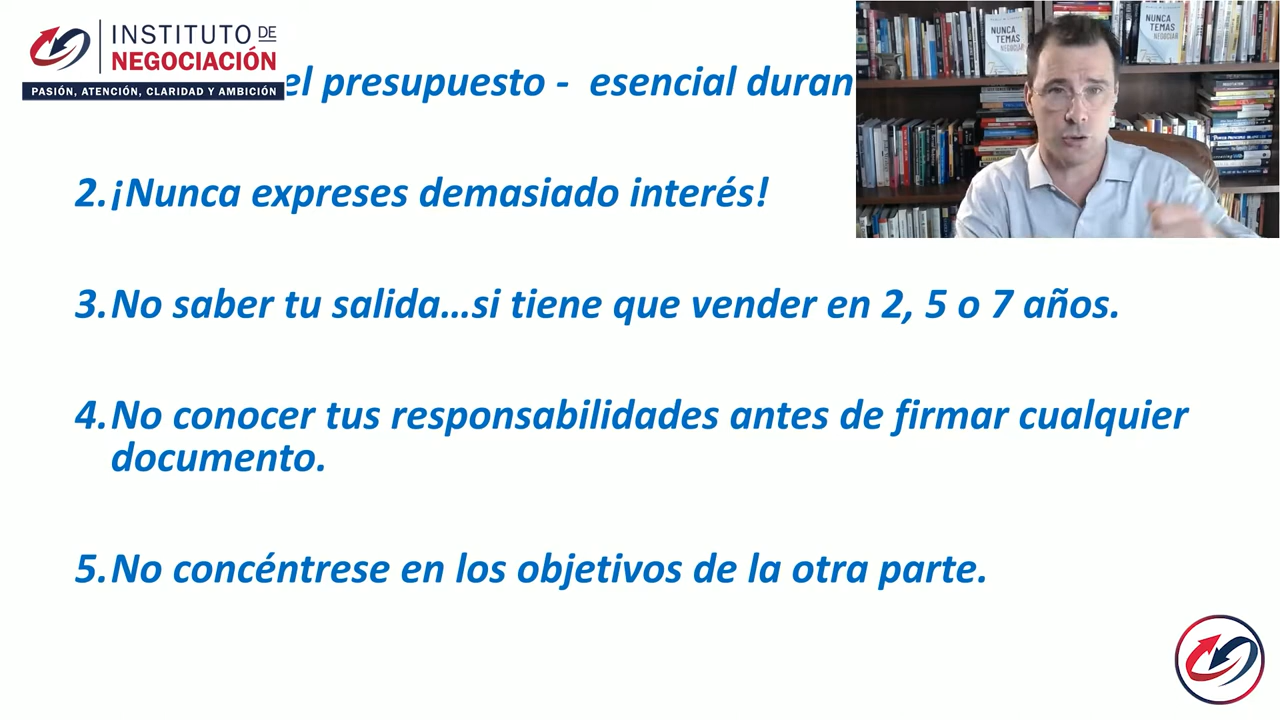 INSTITUTO DE
NEGOCIACIÓN
PASIÓN, ATENCIÓN, CLARIDAD Y AMBICIÓN
el presupuesto - esencial duran
2.¡Nunca expreses demasiado interés!
3.No saber tu salida...si tiene que vender en 2, 5 o 7 años.
4.No conocer tus responsabilidades antes de firmar cualquier
documento.
5.No concéntrese en los objetivos de la otra parte.
NUNCA
TEMAS
NEGOCIAR
NUNCA
TEMAS
NEGOCIAR